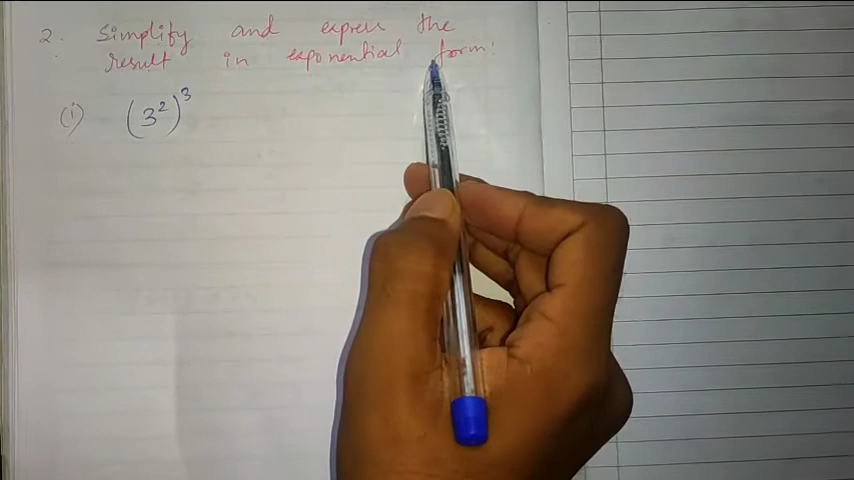 2. Simplify and express the
result in exponential form:
(i) (3²)³